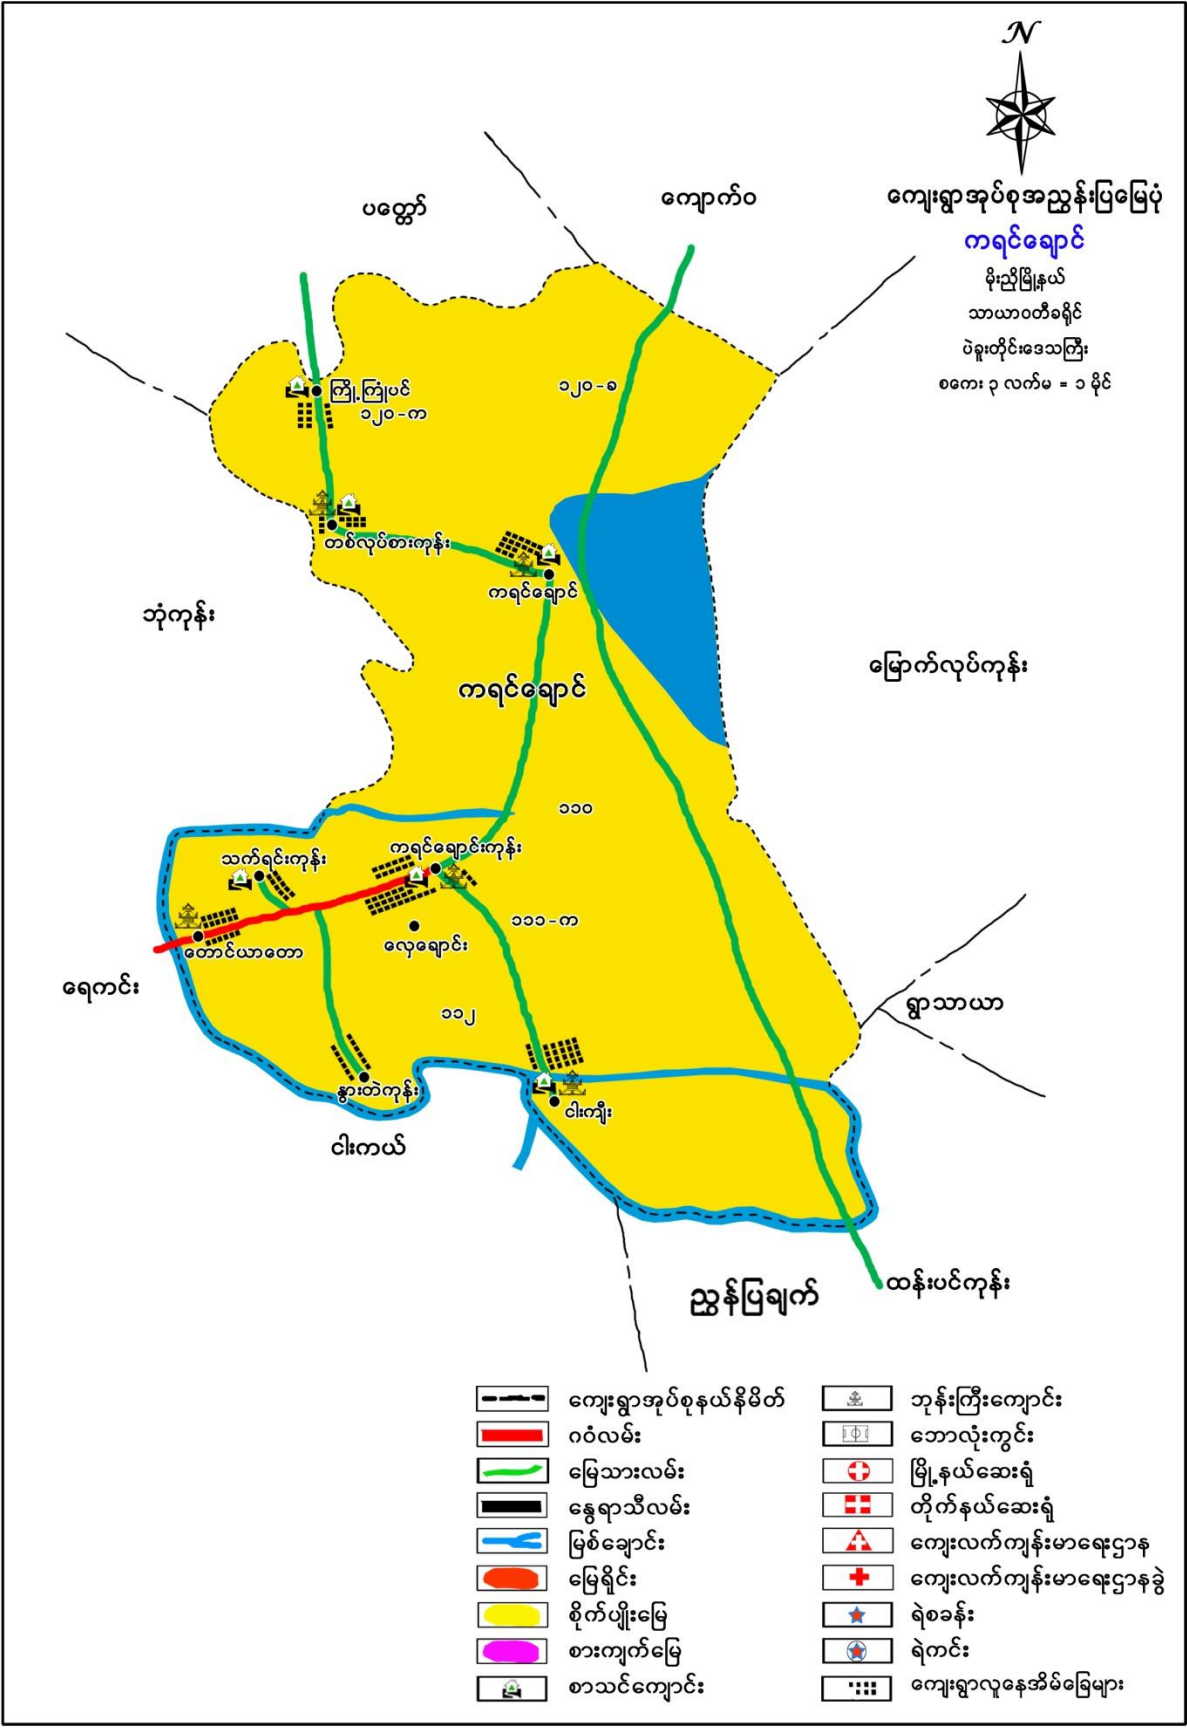 N
ကျေးရွာအုပ်စုအညွှန်းပြမြေပုံ
ကရင်ချောင်
မိုးညိုမြို့နယ်
သာယာဝတီခရိုင်
ပဲခူးတိုင်းဒေသကြီး
စကေး ၃ လက်မ = ၁ မိုင်
ပတ္တော်
ကျောက်ဝ
ကြို့ကြုံပင်
၁၂၀-က
၁၂၀-ခ
တစ်လုပ်စားကုန်း
ကရင်ချောင်
ဘုံကုန်း
မြောက်လုပ်ကုန်း
ကရင်ချောင်
၁၁၀
သက်ရင်းကုန်း
ကရင်ချောင်းကုန်း
၁၁၁-က
တောင်ယာတော
လှေချောင်း
ရေကင်း
၁၁၂
ရွာသာယာ
နွားတဲကုန်း
ငါးကျီး
ငါးကယ်
ညွှန်ပြချက်
ထန်းပင်ကုန်း
ကျေးရွာအုပ်စုနယ်နိမိတ်
ဂဝံလမ်း
မြေသားလမ်း
နွေရာသီလမ်း
မြစ်ချောင်း
မြေရိုင်း
စိုက်ပျိုးမြေ
စားကျက်မြေ
စာသင်ကျောင်း
ဘုန်းကြီးကျောင်း
ဘောလုံးကွင်း
မြို့နယ်ဆေးရုံ
တိုက်နယ်ဆေးရုံ
ကျေးလက်ကျန်းမာရေးဌာန
ကျေးလက်ကျန်းမာရေးဌာနခွဲ
ရဲစခန်း
ရဲကင်း
ကျေးရွာလူနေအိမ်ခြေများ